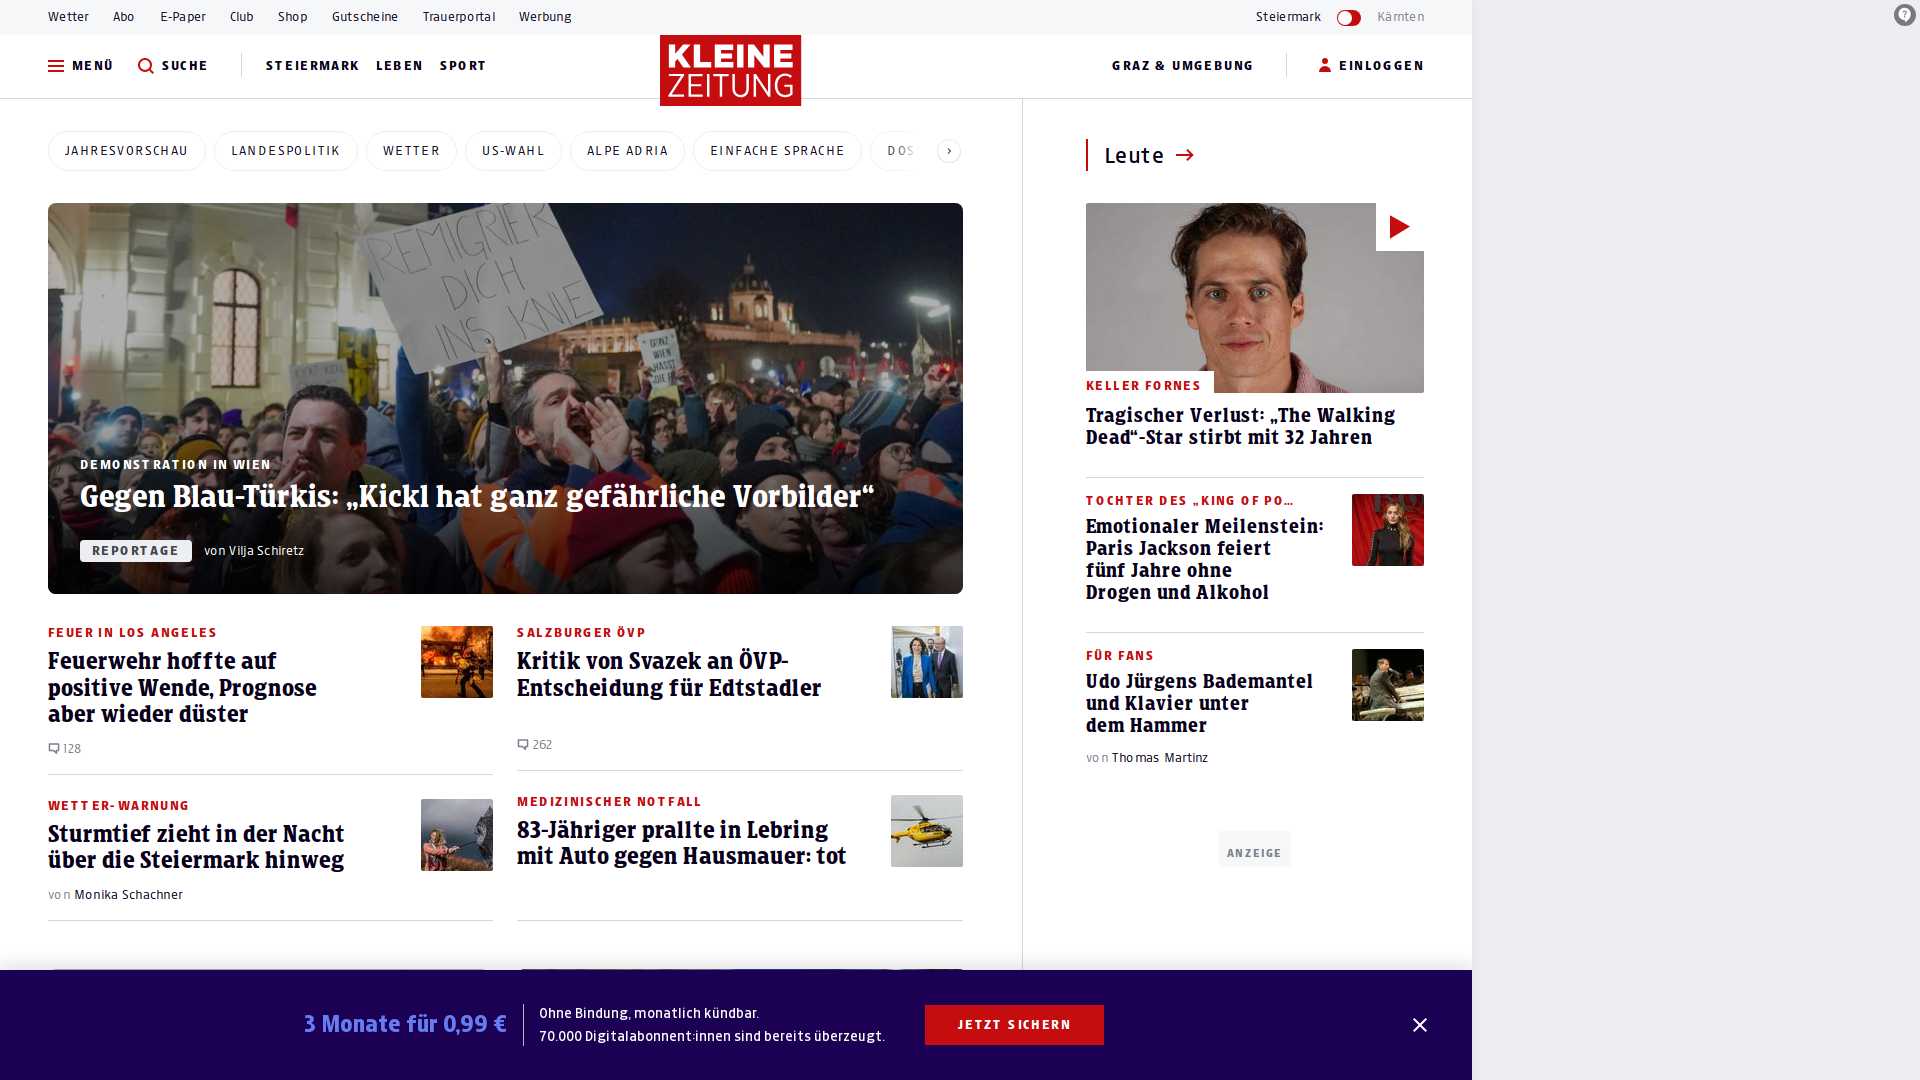 Wetter Abo E-Paper Club Shop Gutscheine Trauerportal Werbung
Steiermark Kärnten
MENÜ SUCHE STEIERMARK LEBEN SPORT
KLEINE
ZEITUNG
GRAZ & UMGEBUNG EINLOGGEN
JAHRESVORSCHAU LANDESPOLITIK WETTER US-WAHL ALPE ADRIA EINFACHE SPRACHE DOS
REMIGRIER
DICH
INS KNIE
GANZ
WIEN
HASST
DIE
DEMONSTRATION IN WIEN
Gegen Blau-Türkis: „Kickl hat ganz gefährliche Vorbilder“
REPORTAGE von Vilja Schiretz
FEUER IN LOS ANGELES
Feuerwehr hoffte auf
positive Wende, Prognose
aber wieder düster
128
SALZBURGER ÖVP
Kritik von Svazek an ÖVP-
Entscheidung für Edtstadler
262
WETTER-WARNUNG
Sturmtief zieht in der Nacht
über die Steiermark hinweg
von Monika Schachner
MEDIZINISCHER NOTFALL
83-Jähriger prallte in Lebring
mit Auto gegen Hausmauer: tot
Leute
KELLER FORNES
Tragischer Verlust: „The Walking
Dead“-Star stirbt mit 32 Jahren
TOCHTER DES „KING OF PO…
Emotionaler Meilenstein:
Paris Jackson feiert
fünf Jahre ohne
Drogen und Alkohol
FÜR FANS
Udo Jürgens Bademantel
und Klavier unter
dem Hammer
von Thomas Martinz
ANZEIGE
3 Monate für 0,99 €
Ohne Bindung, monatlich kündbar.
70.000 Digitalabonnent:innen sind bereits überzeugt.
JETZT SICHERN